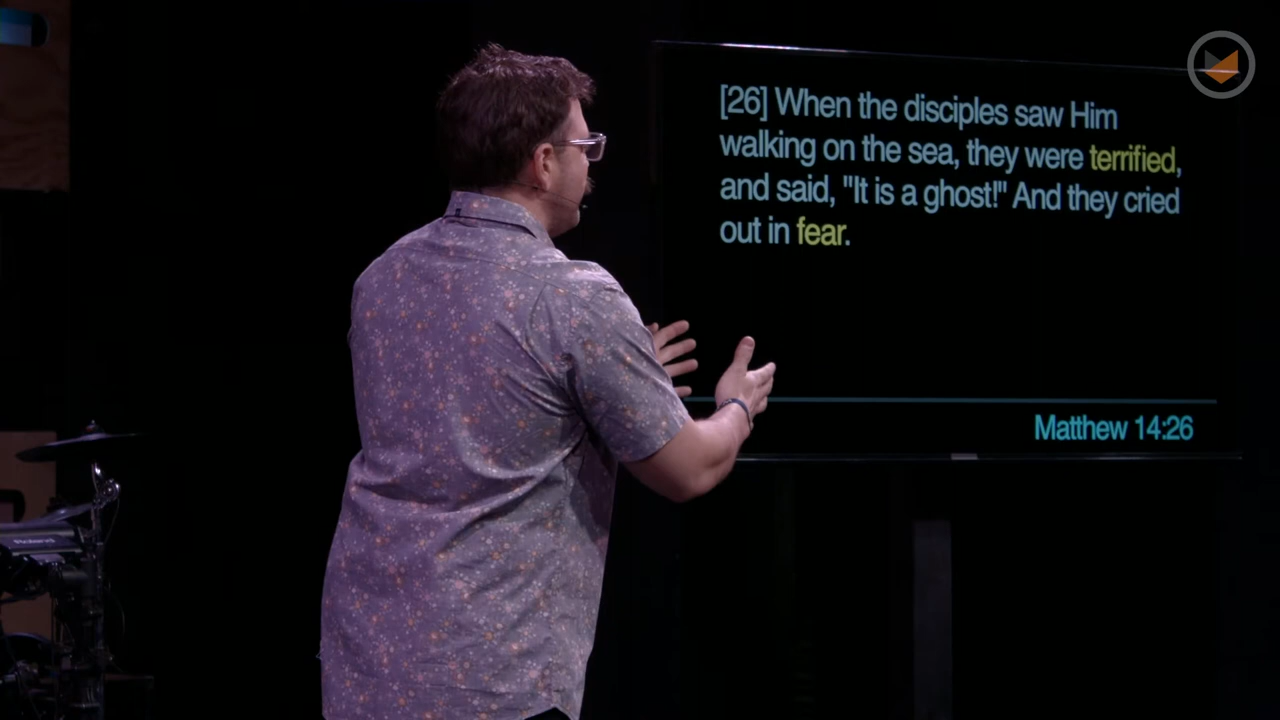 [26] When the disciples saw Him
walking on the sea, they were terrified,
and said, "It is a ghost!" And they cried
out in fear.
Matthew 14:26
Roland